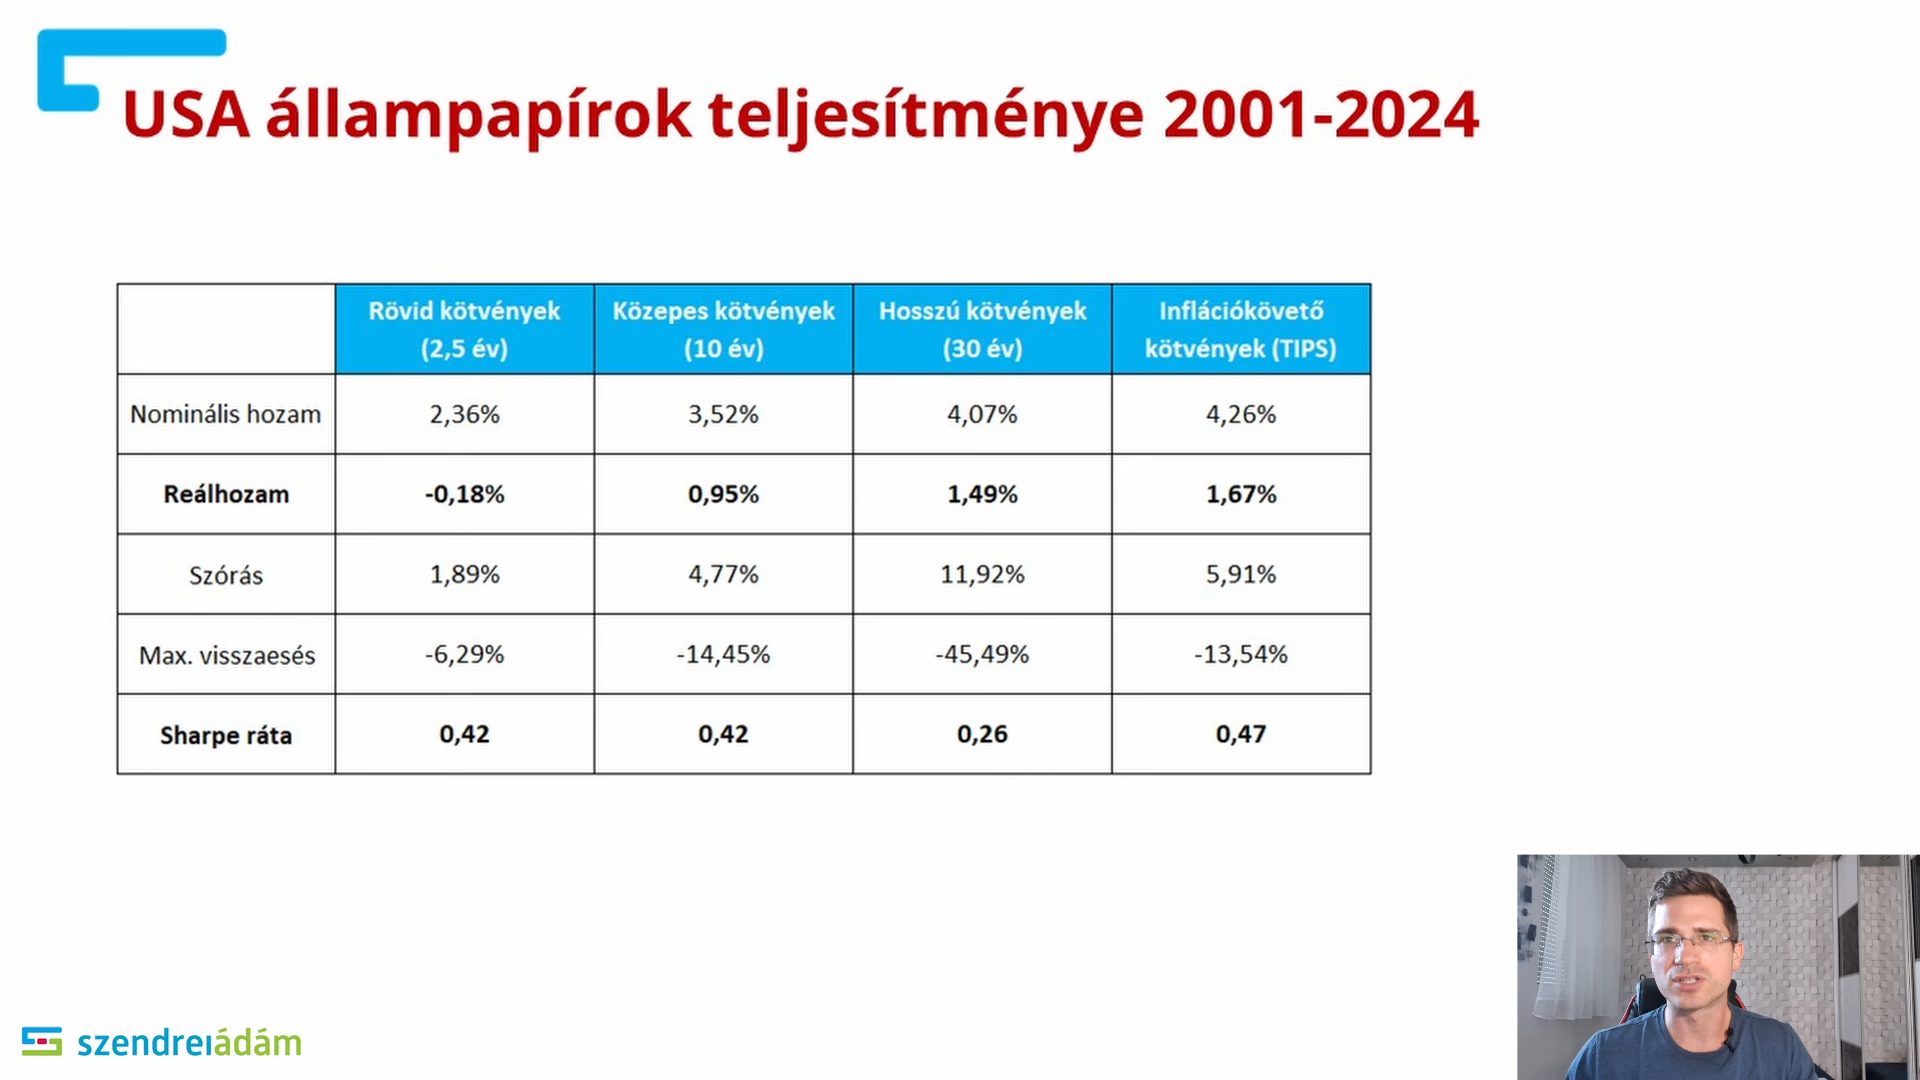 USA állampapírok teljesítménye 2001-2024
Rövid kötvények (2,5 év)
Közepes kötvények (10 év)
Hosszú kötvények (30 év)
Inflációkövető kötvények (TIPS)
Nominális hozam 2,36% 3,52% 4,07% 4,26%
Reálhozam -0,18% 0,95% 1,49% 1,67%
Szórás 1,89% 4,77% 11,92% 5,91%
Max. visszaesés -6,29% -14,45% -45,49% -13,54%
Sharpe ráta 0,42 0,42 0,26 0,47
szendreiádám